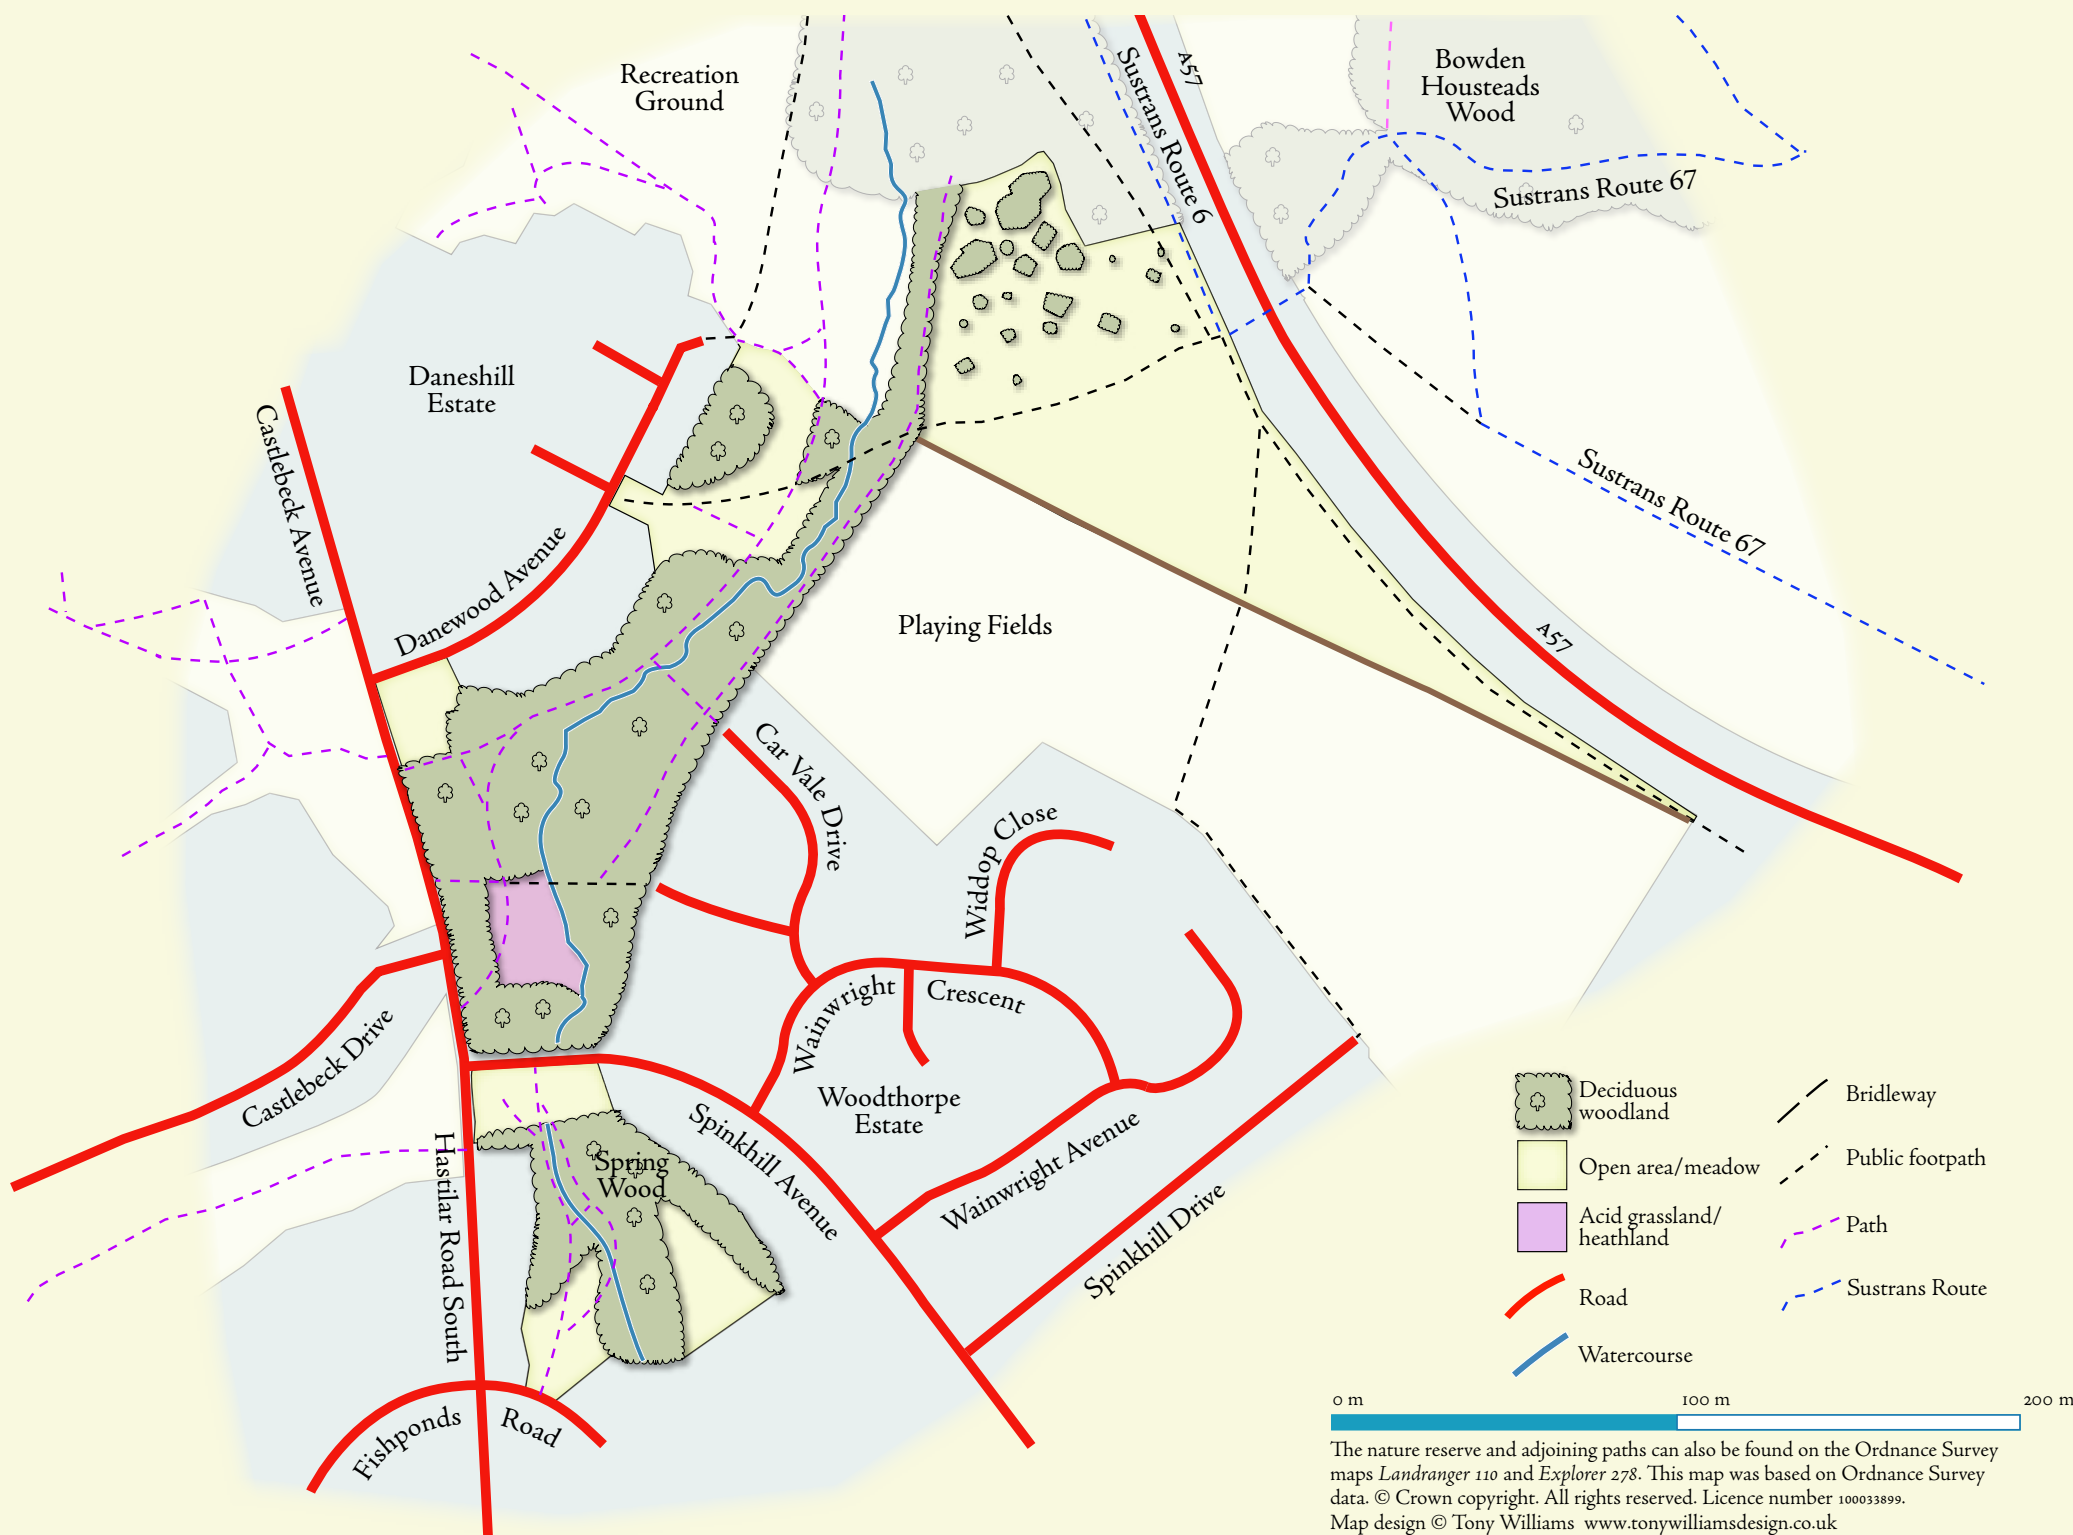 Recreation
Ground
Sustrans Route 6
A57
Bowden
Housteads
Wood
Sustrans Route 67
Daneshill
Estate
Castlebeck Avenue
Danewood Avenue
Sustrans Route 67
Playing Fields
A57
Car Vale Drive
Widdop Close
Wainwright
Crescent
Castlebeck Drive
Woodthorpe
Estate
Spinkhill Avenue
Wainwright Avenue
Spinkhill Drive
Hastilar Road South
Spring
Wood
Fishponds
Road
Deciduous
woodland
Open area/meadow
Acid grassland/
heathland
Road
Watercourse
Bridleway
Public footpath
Path
Sustrans Route
0 m
100 m
200 m
The nature reserve and adjoining paths can also be found on the Ordnance Survey
maps Landranger 110 and Explorer 278. This map was based on Ordnance Survey
data. © Crown copyright. All rights reserved. Licence number 100033899.
Map design © Tony Williams www.tonywilliamsdesign.co.uk